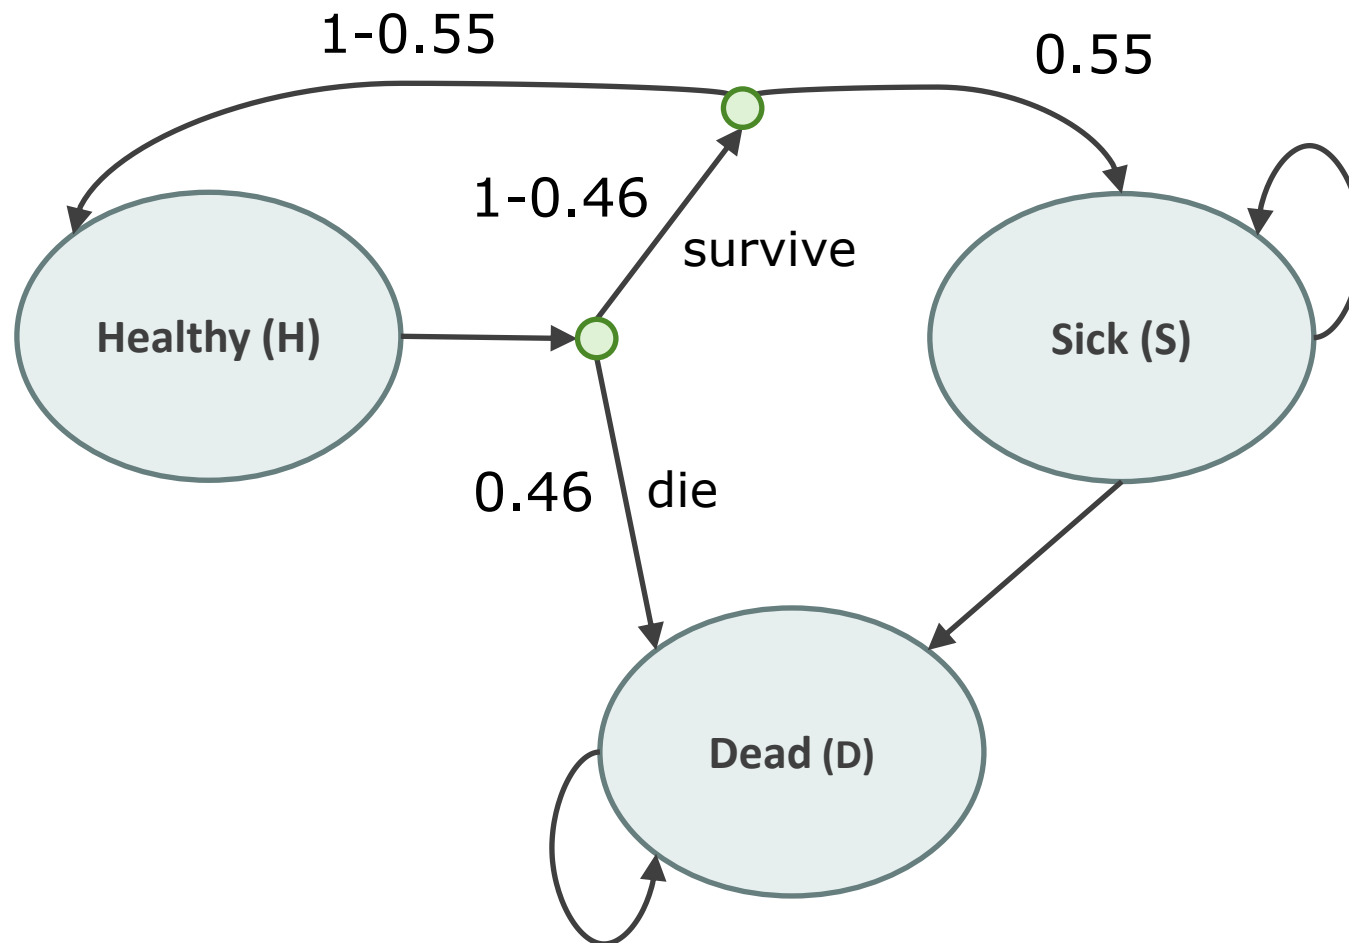 1-0.55
0.55
1-0.46
survive
Healthy (H)
Sick (S)
0.46
die
Dead (D)